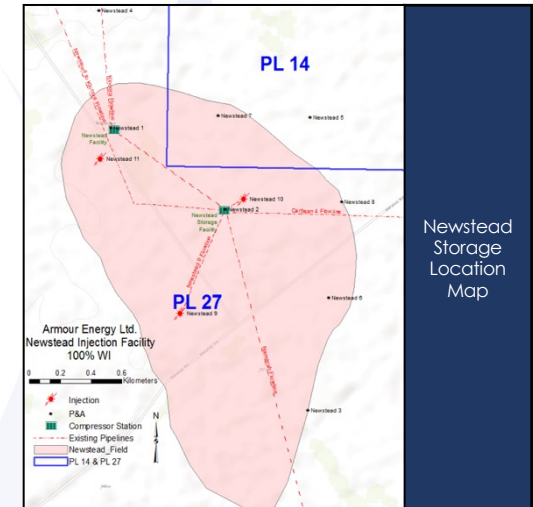 Newstead 4
PL 14
Newstead 1
Newstead
Facility
Newstead 11
Newstead 7
Newstead 5
Newstead 10
Newstead 8
Newstead 2
Newstead
Storage
Facility
PL 27
Newstead 9
Newstead 6
Newstead 3
Armour Energy Ltd.
Newstead Injection Facility
100% WI
0 0.2 0.4 0.6
Kilometers
N
S
Injection
P&A
Compressor Station
Existing Pipelines
Newstead_Field
PL 14 & PL 27
Newstead
Storage
Location
Map